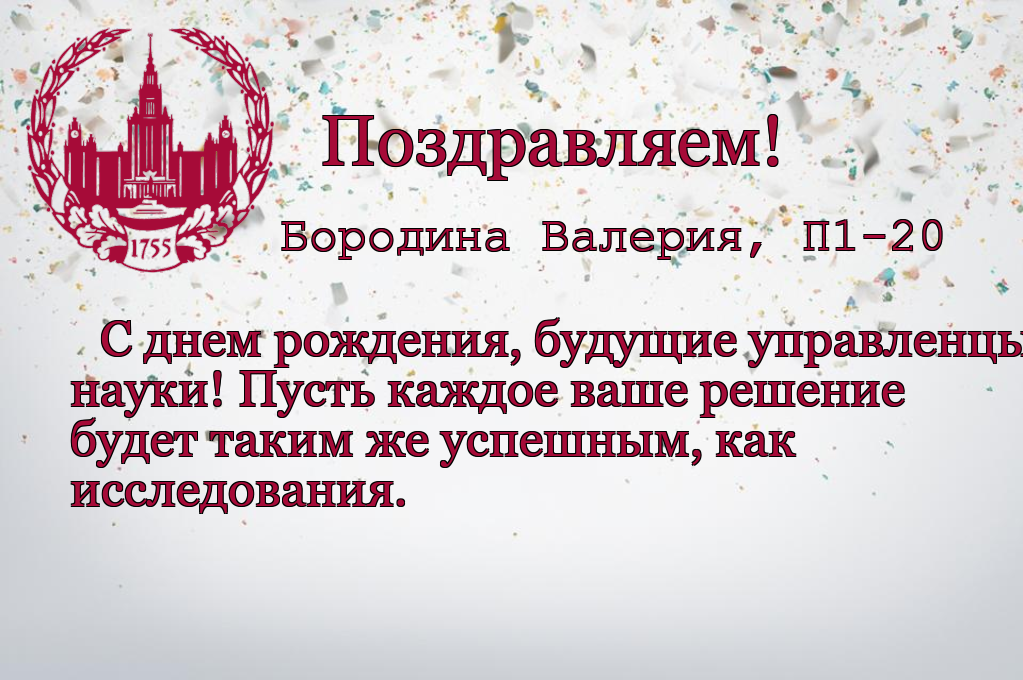 Поздравляем!
1755
Бородина Валерия, П1-20
С днем рождения, будущие управленцы
науки! Пусть каждое ваше решение
будет таким же успешным, как
исследования.